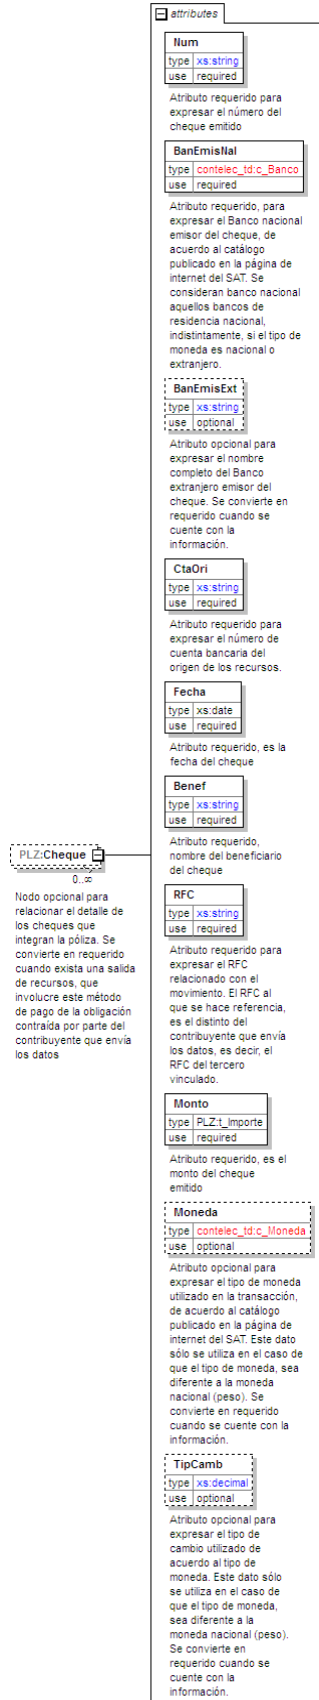 attributes
Num
type xs:string
use required
Atributo requerido para
expresar el número del
cheque emitido
BanEmisNal
type contelec_td:c_Banco
use required
Atributo requerido, para
expresar el Banco nacional
emisor del cheque, de
acuerdo al catálogo
publicado en la página de
internet del SAT. Se
consideran banco nacional
aquellos bancos de
residencia nacional,
indistintamente, si el tipo de
moneda es nacional o
extranjero.
BanEmisExt
type xs:string
use optional
Atributo opcional para
expresar el nombre
completo del Banco
extranjero emisor del
cheque. Se convierte en
requerido cuando se
cuente con la
información.
CtaOri
type xs:string
use required
Atributo requerido para
expresar el número de
cuenta bancaria del
origen de los recursos.
Fecha
type xs:date
use required
Atributo requerido, es la
fecha del cheque
Benef
type xs:string
use required
Atributo requerido,
nombre del beneficiario
del cheque
PLZ:Cheque
0..∞
Nodo opcional para
relacionar el detalle de
los cheques que
integran la póliza. Se
convierte en requerido
cuando exista una salida
de recursos, que
involucre este método
de pago de la obligación
contraída por parte del
contribuyente que envía
los datos
RFC
type xs:string
use required
Atributo requerido para
expresar el RFC
relacionado con el
movimiento. El RFC al
que se hace referencia,
es el distinto del
contribuyente que envía
los datos, es decir, el
RFC del tercero
vinculado.
Monto
type PLZ:t_Importe
use required
Atributo requerido, es el
monto del cheque
emitido
Moneda
type contelec_td:c_Moneda
use optional
Atributo opcional para
expresar el tipo de moneda
utilizado en la transacción,
de acuerdo al catálogo
publicado en la página de
internet del SAT. Este dato
sólo se utiliza en el caso de
que el tipo de moneda, sea
diferente a la moneda
nacional (peso). Se
convierte en requerido
cuando se cuente con la
información.
TipCamb
type xs:decimal
use optional
Atributo opcional para
expresar el tipo de
cambio utilizado de
acuerdo al tipo de
moneda. Este dato sólo
se utiliza en el caso de
que el tipo de moneda,
sea diferente a la
moneda nacional (peso).
Se convierte en
requerido cuando se
cuente con la
información.